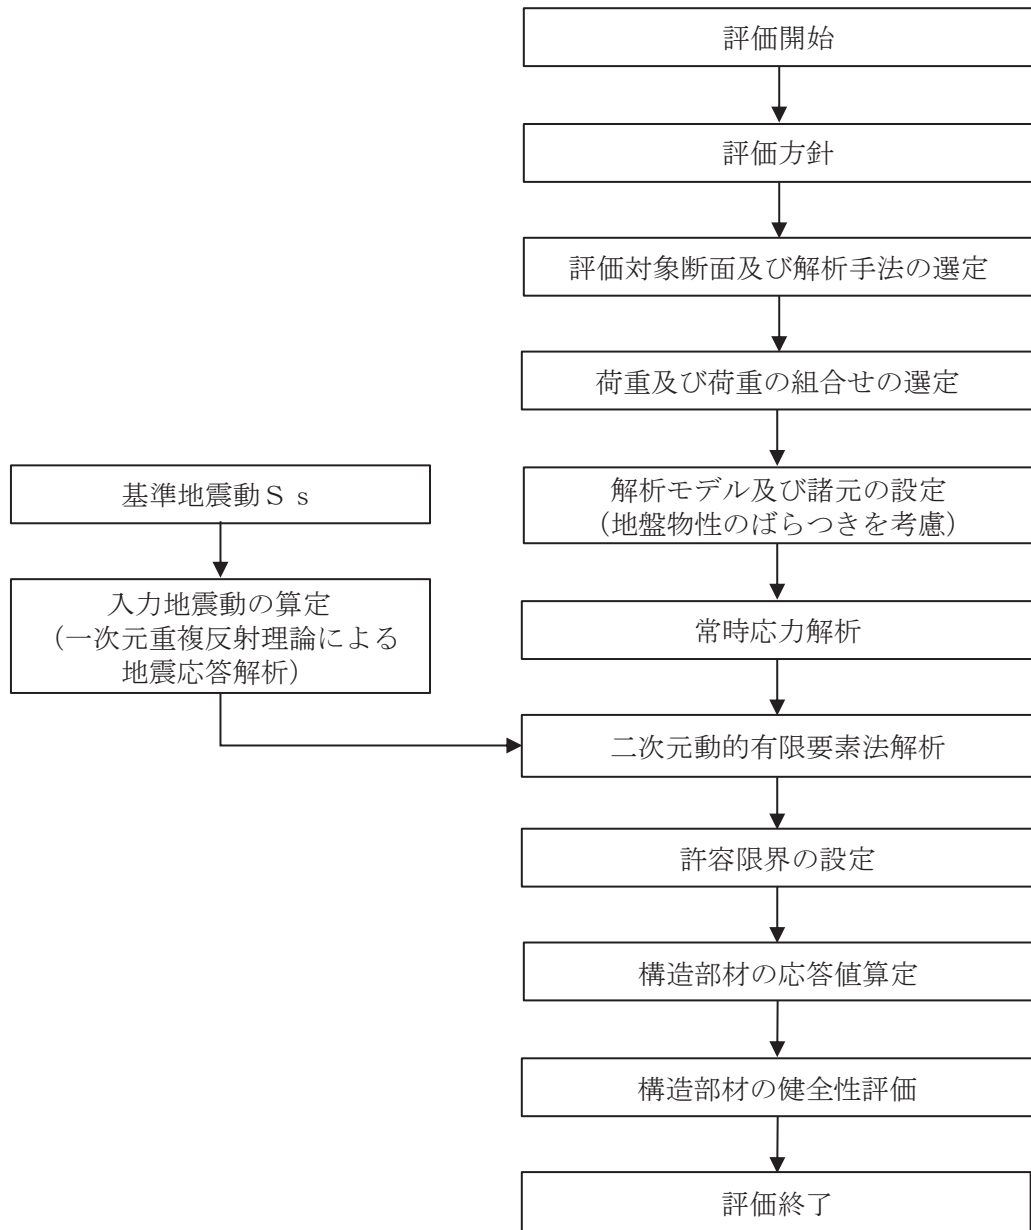 評価開始
評価方針
評価対象断面及び解析手法の選定
荷重及び荷重の組合せの選定
解析モデル及び諸元の設定
（地盤物性のばらつきを考慮）
基準地震動Ｓｓ
入力地震動の算定
（一次元重複反射理論による
地震応答解析）
常時応力解析
二次元動的有限要素法解析
許容限界の設定
構造部材の応答値算定
構造部材の健全性評価
評価終了